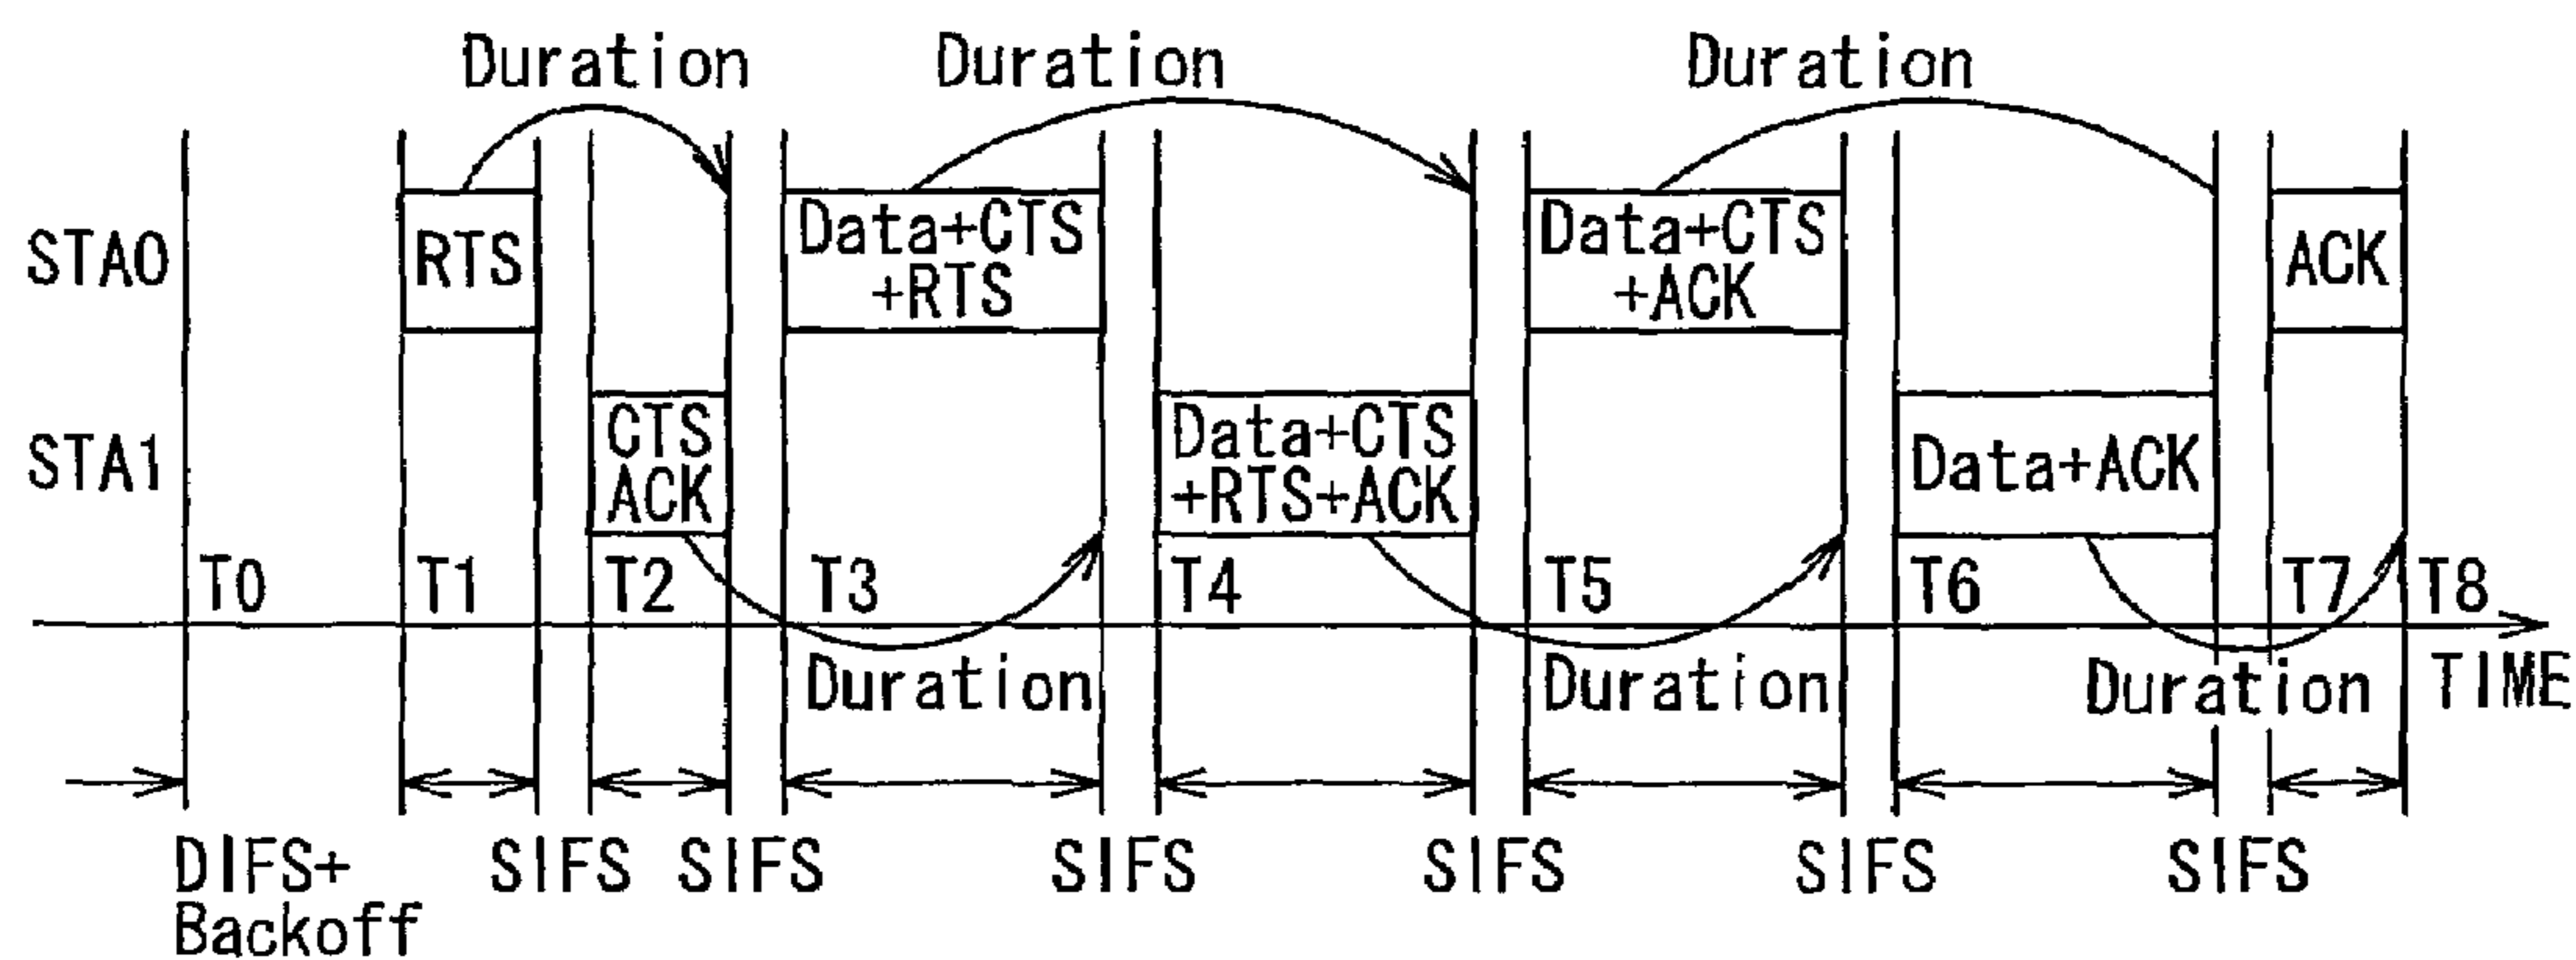 Duration Duration Duration
STA0
RTS
Data+CTS
+RTS
Data+CTS
+ACK
ACK
STA1
CTS
ACK
Data+CTS
+RTS+ACK
Data+ACK
T0 T1 T2 T3 T4 T5 T6 T7 T8
Duration Duration Duration TIME
DIFS+
Backoff
SIFS SIFS SIFS SIFS SIFS SIFS